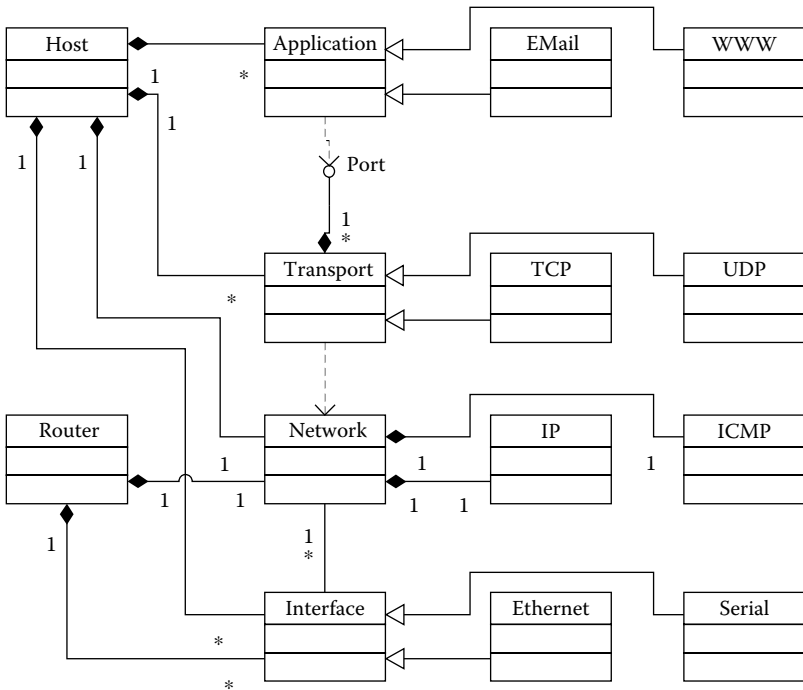 Host
Application
EMail
WWW
1
*
1
1
1
Port
1
*
Transport
TCP
UDP
*
Router
Network
IP
ICMP
1
1
1
1
1
1
1
1
1
*
Interface
Ethernet
Serial
*
*